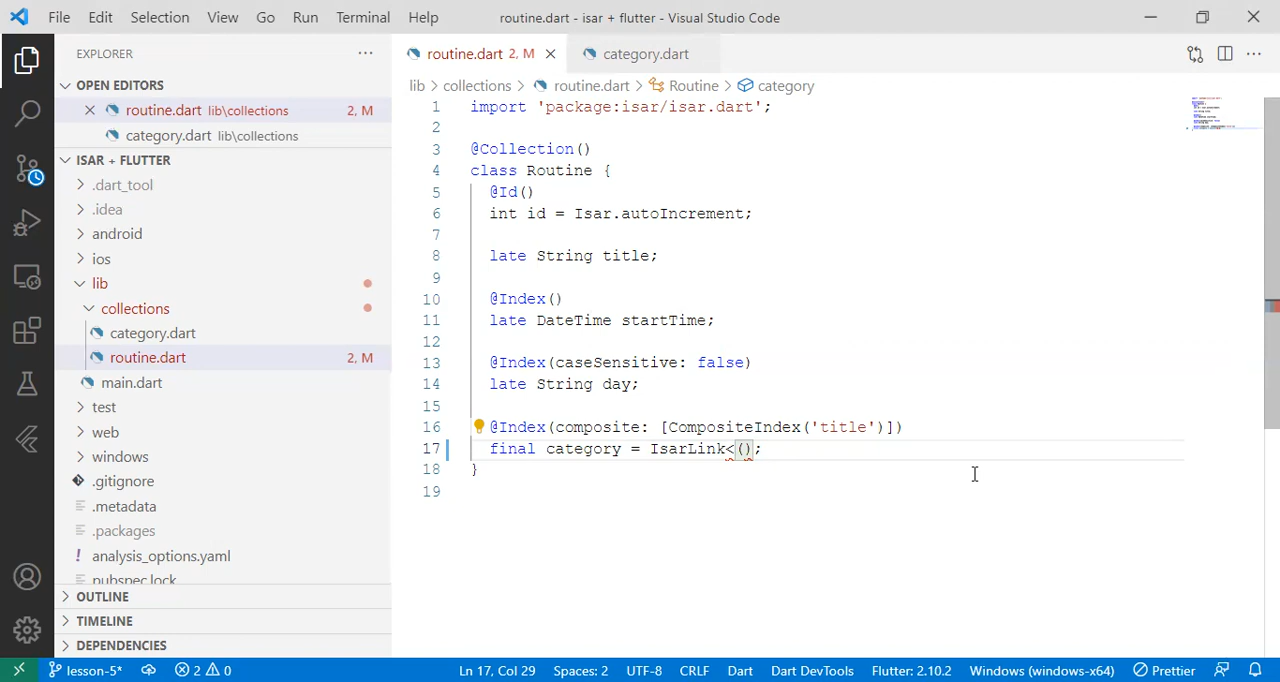 File Edit Selection View Go Run Terminal Help routine.dart - isar + flutter - Visual Studio Code
EXPLORER
OPEN EDITORS
routine.dart lib\collections 2, M
category.dart lib\collections
ISAR + FLUTTER
.dart_tool
.idea
android
ios
lib
collections
category.dart
routine.dart 2, M
main.dart
test
web
windows
.gitignore
.metadata
.packages
analysis_options.yaml
pubspec.lock
OUTLINE
TIMELINE
DEPENDENCIES
routine.dart 2, M category.dart
lib > collections > routine.dart > Routine > category
1 import 'package:isar/isar.dart';
2
3 @Collection()
4 class Routine {
5 @Id()
6 int id = Isar.autoIncrement;
7
8 late String title;
9
10 @Index()
11 late DateTime startTime;
12
13 @Index(caseSensitive: false)
14 late String day;
15
16 @Index(composite: [CompositeIndex('title')])
17 final category = IsarLink<();
18 }
19
lesson-5* 2 0 Ln 17, Col 29 Spaces: 2 UTF-8 CRLF Dart Dart DevTools Flutter: 2.10.2 Windows (windows-x64) Prettier